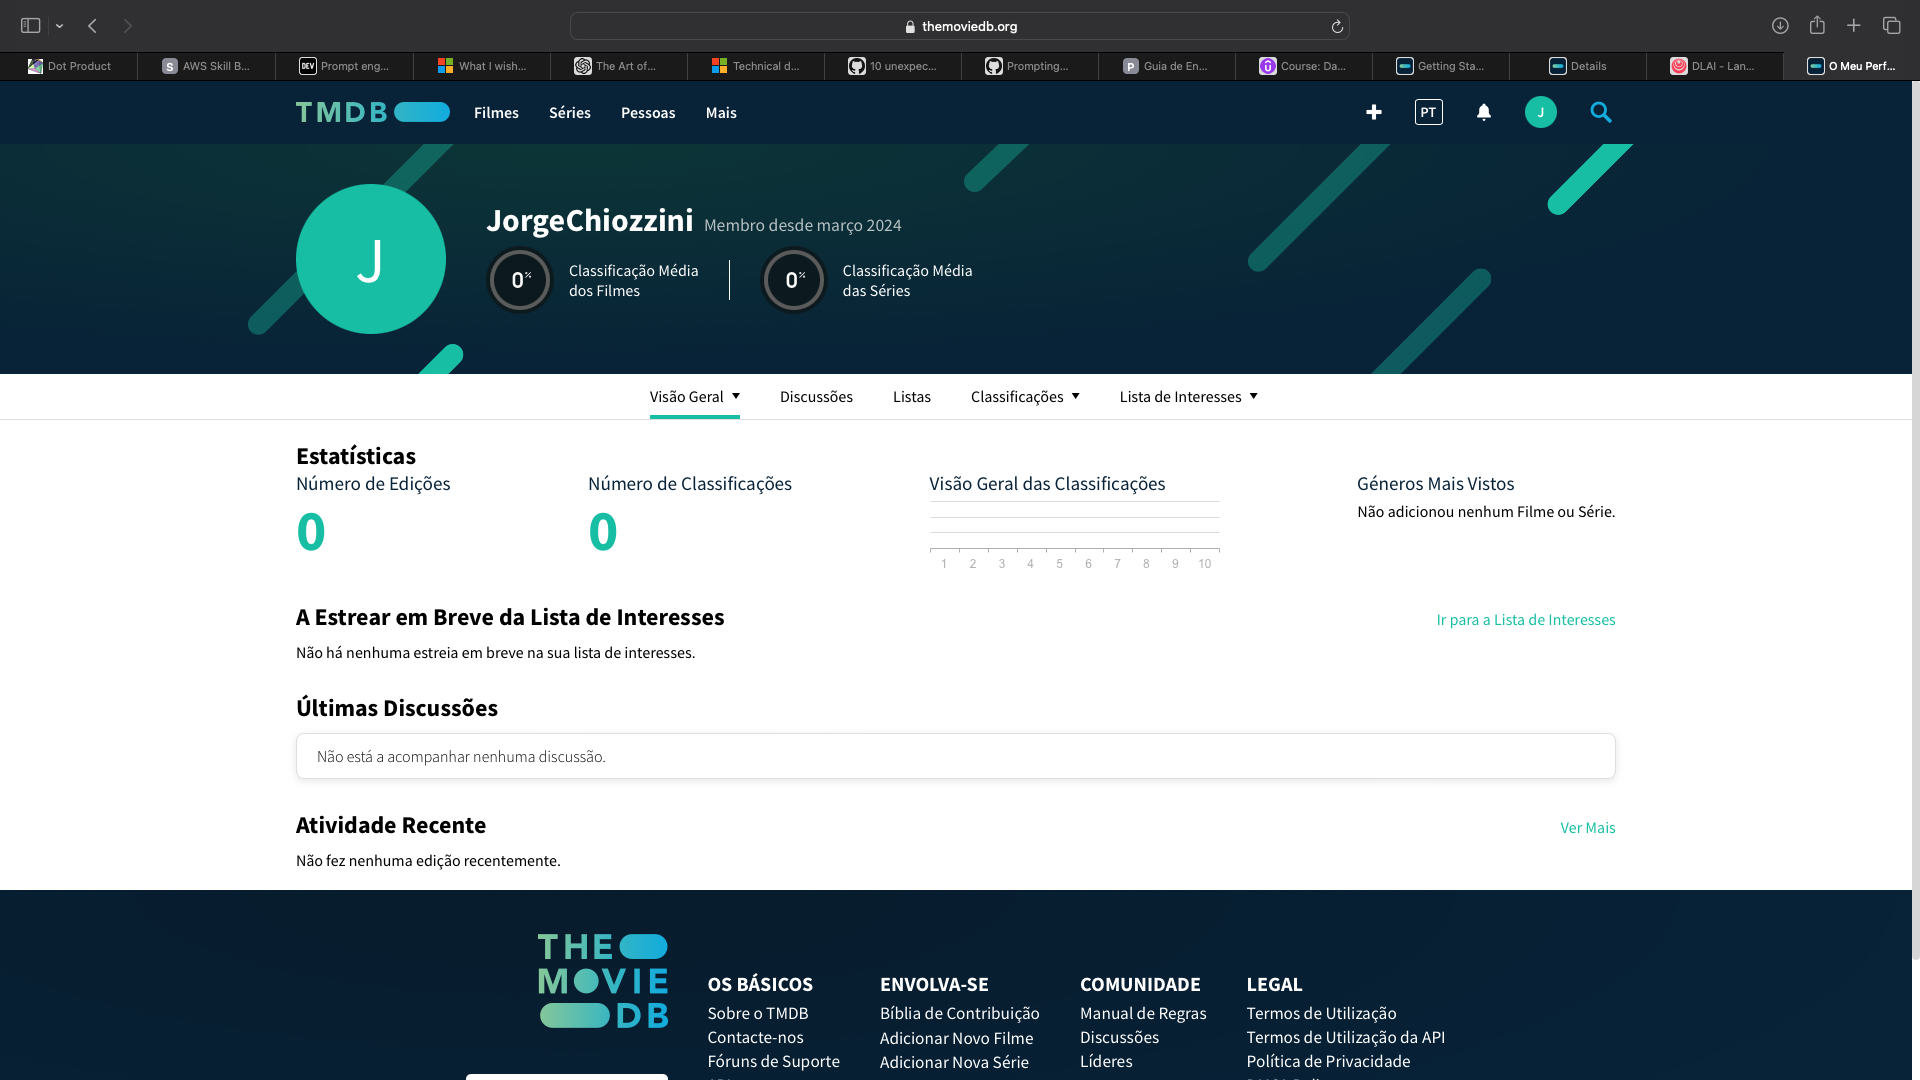 themoviedb.org
Dot Product
S AWS Skill B...
DEV Prompt eng...
What I wish...
The Art of...
Technical d...
10 unexpec...
Prompting...
P Guia de En...
Course: Da...
Getting Sta...
Details
DLAI - Lan...
O Meu Perf...
TMDB
Filmes
Séries
Pessoas
Mais
PT
J
J
JorgeChiozzini Membro desde março 2024
0%
Classificação Média
dos Filmes
0%
Classificação Média
das Séries
Visão Geral
Discussões
Listas
Classificações
Lista de Interesses
Estatísticas
Número de Edições
0
Número de Classificações
0
Visão Geral das Classificações
1 2 3 4 5 6 7 8 9 10
Géneros Mais Vistos
Não adicionou nenhum Filme ou Série.
A Estrear em Breve da Lista de Interesses
Ir para a Lista de Interesses
Não há nenhuma estreia em breve na sua lista de interesses.
Últimas Discussões
Não está a acompanhar nenhuma discussão.
Atividade Recente
Ver Mais
Não fez nenhuma edição recentemente.
THE
MOVIE
DB
OS BÁSICOS
Sobre o TMDB
Contacte-nos
Fóruns de Suporte
ENVOLVA-SE
Bíblia de Contribuição
Adicionar Novo Filme
Adicionar Nova Série
COMUNIDADE
Manual de Regras
Discussões
Líderes
LEGAL
Termos de Utilização
Termos de Utilização da API
Política de Privacidade